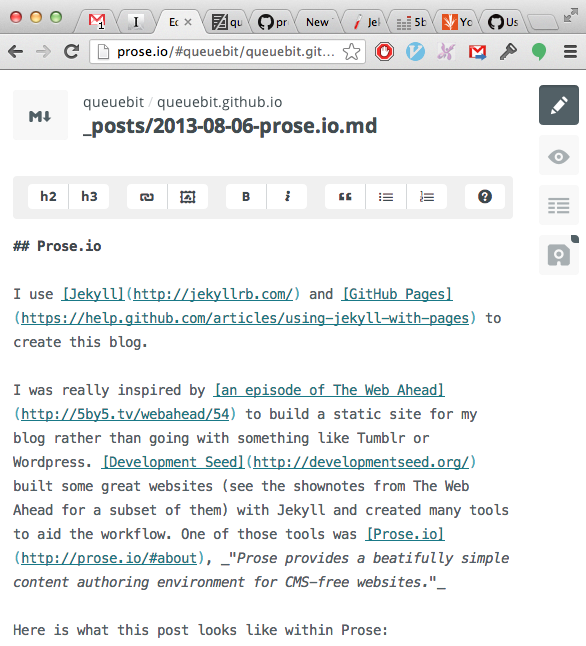 1
Ec
qu
pr
New
Jek
5b
Yo
Us
prose.io/#queuebit/queuebit.git...
M↓
queuebit / queuebit.github.io
_posts/2013-08-06-prose.io.md
h2 h3 B i ?
## Prose.io
I use [Jekyll](http://jekyllrb.com/) and [GitHub Pages]
(https://help.github.com/articles/using-jekyll-with-pages) to
create this blog.
I was really inspired by [an episode of The Web Ahead]
(http://5by5.tv/webahead/54) to build a static site for my
blog rather than going with something like Tumblr or
Wordpress. [Development Seed](http://developmentseed.org/)
built some great websites (see the shownotes from The Web
Ahead for a subset of them) with Jekyll and created many tools
to aid the workflow. One of those tools was [Prose.io]
(http://prose.io/#about), _"Prose provides a beatifully simple
content authoring environment for CMS-free websites."_
Here is what this post looks like within Prose: